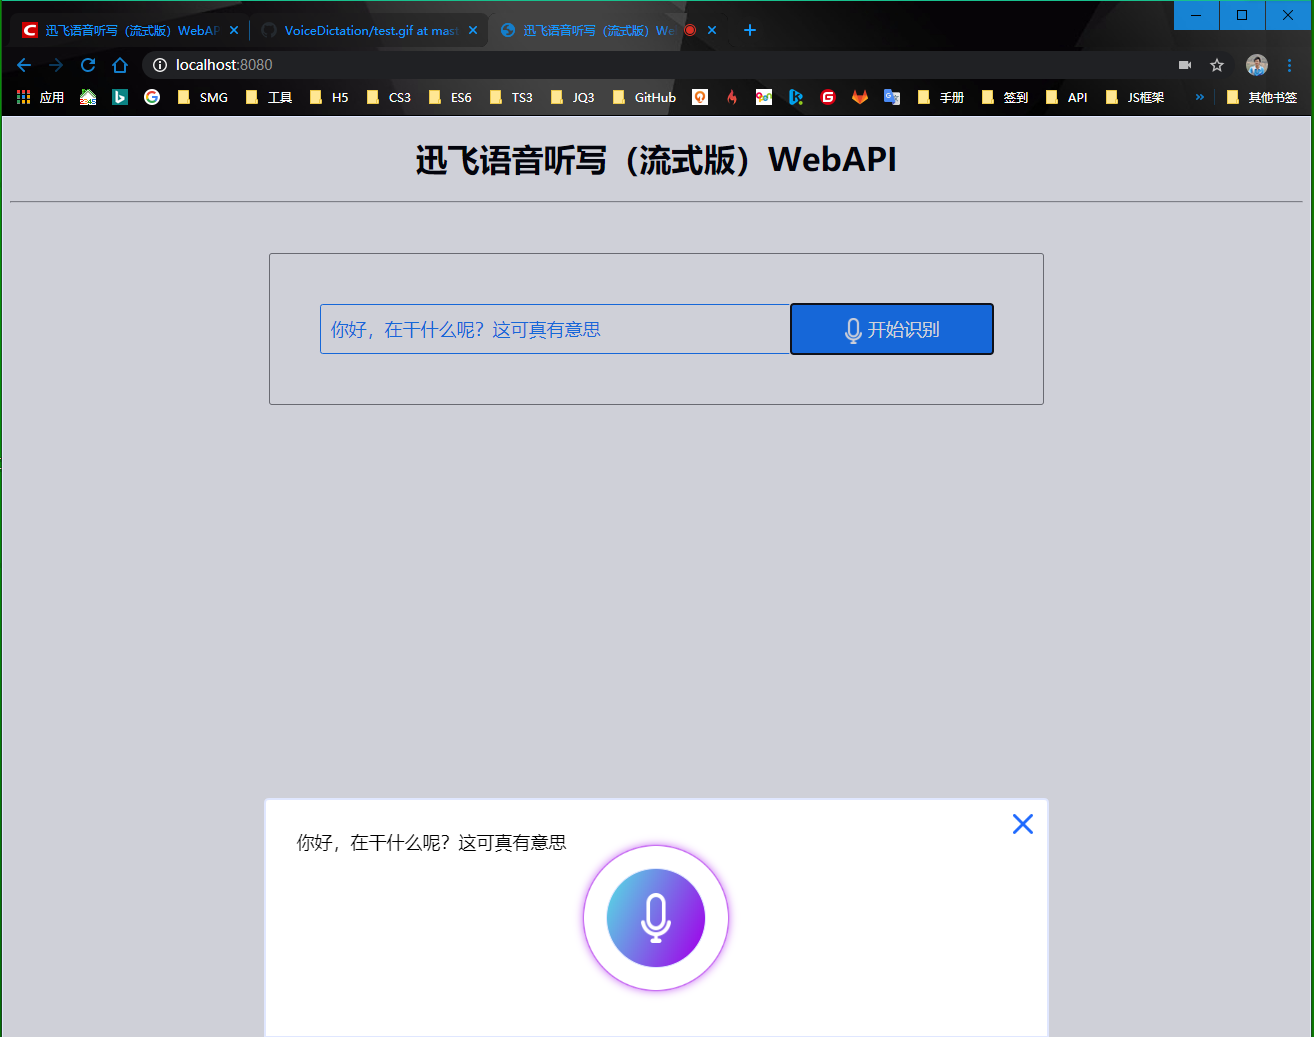 迅飞语音听写（流式版）WebAP
VoiceDictation/test.gif at mast
迅飞语音听写（流式版）We
localhost:8080
应用 SMG 工具 H5 CS3 ES6 TS3 JQ3 GitHub 手册 签到 API JS框架 » 其他书签
迅飞语音听写（流式版）WebAPI
你好，在干什么呢？这可真有意思 开始识别
你好，在干什么呢？这可真有意思